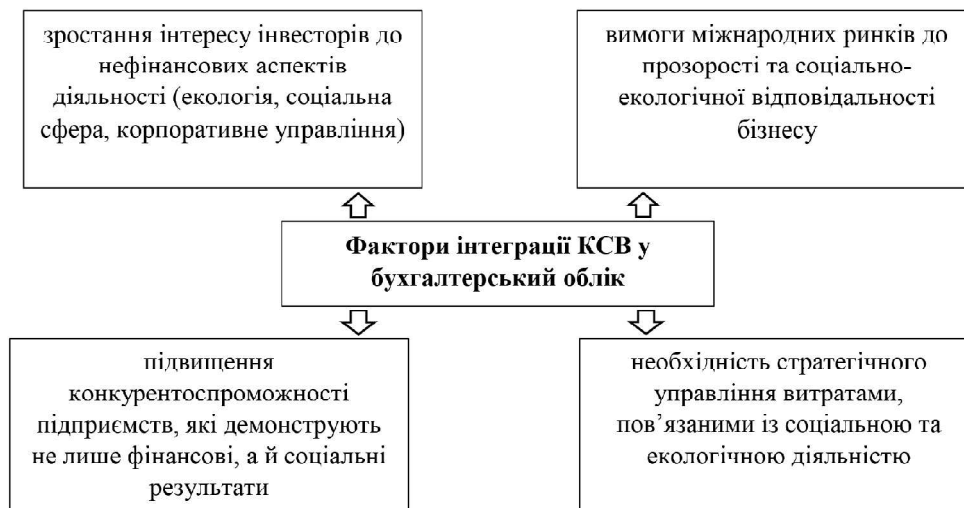 зростання інтересу інвесторів до
нефінансових аспектів
діяльності (екологія, соціальна
сфера, корпоративне управління)
вимоги міжнародних ринків до
прозорості та соціально-
екологічної відповідальності
бізнесу
Фактори інтеграції КСВ у
бухгалтерський облік
підвищення
конкурентоспроможності
підприємств, які демонструють
не лише фінансові, а й соціальні
результати
необхідність стратегічного
управління витратами,
пов’язаними із соціальною та
екологічною діяльністю